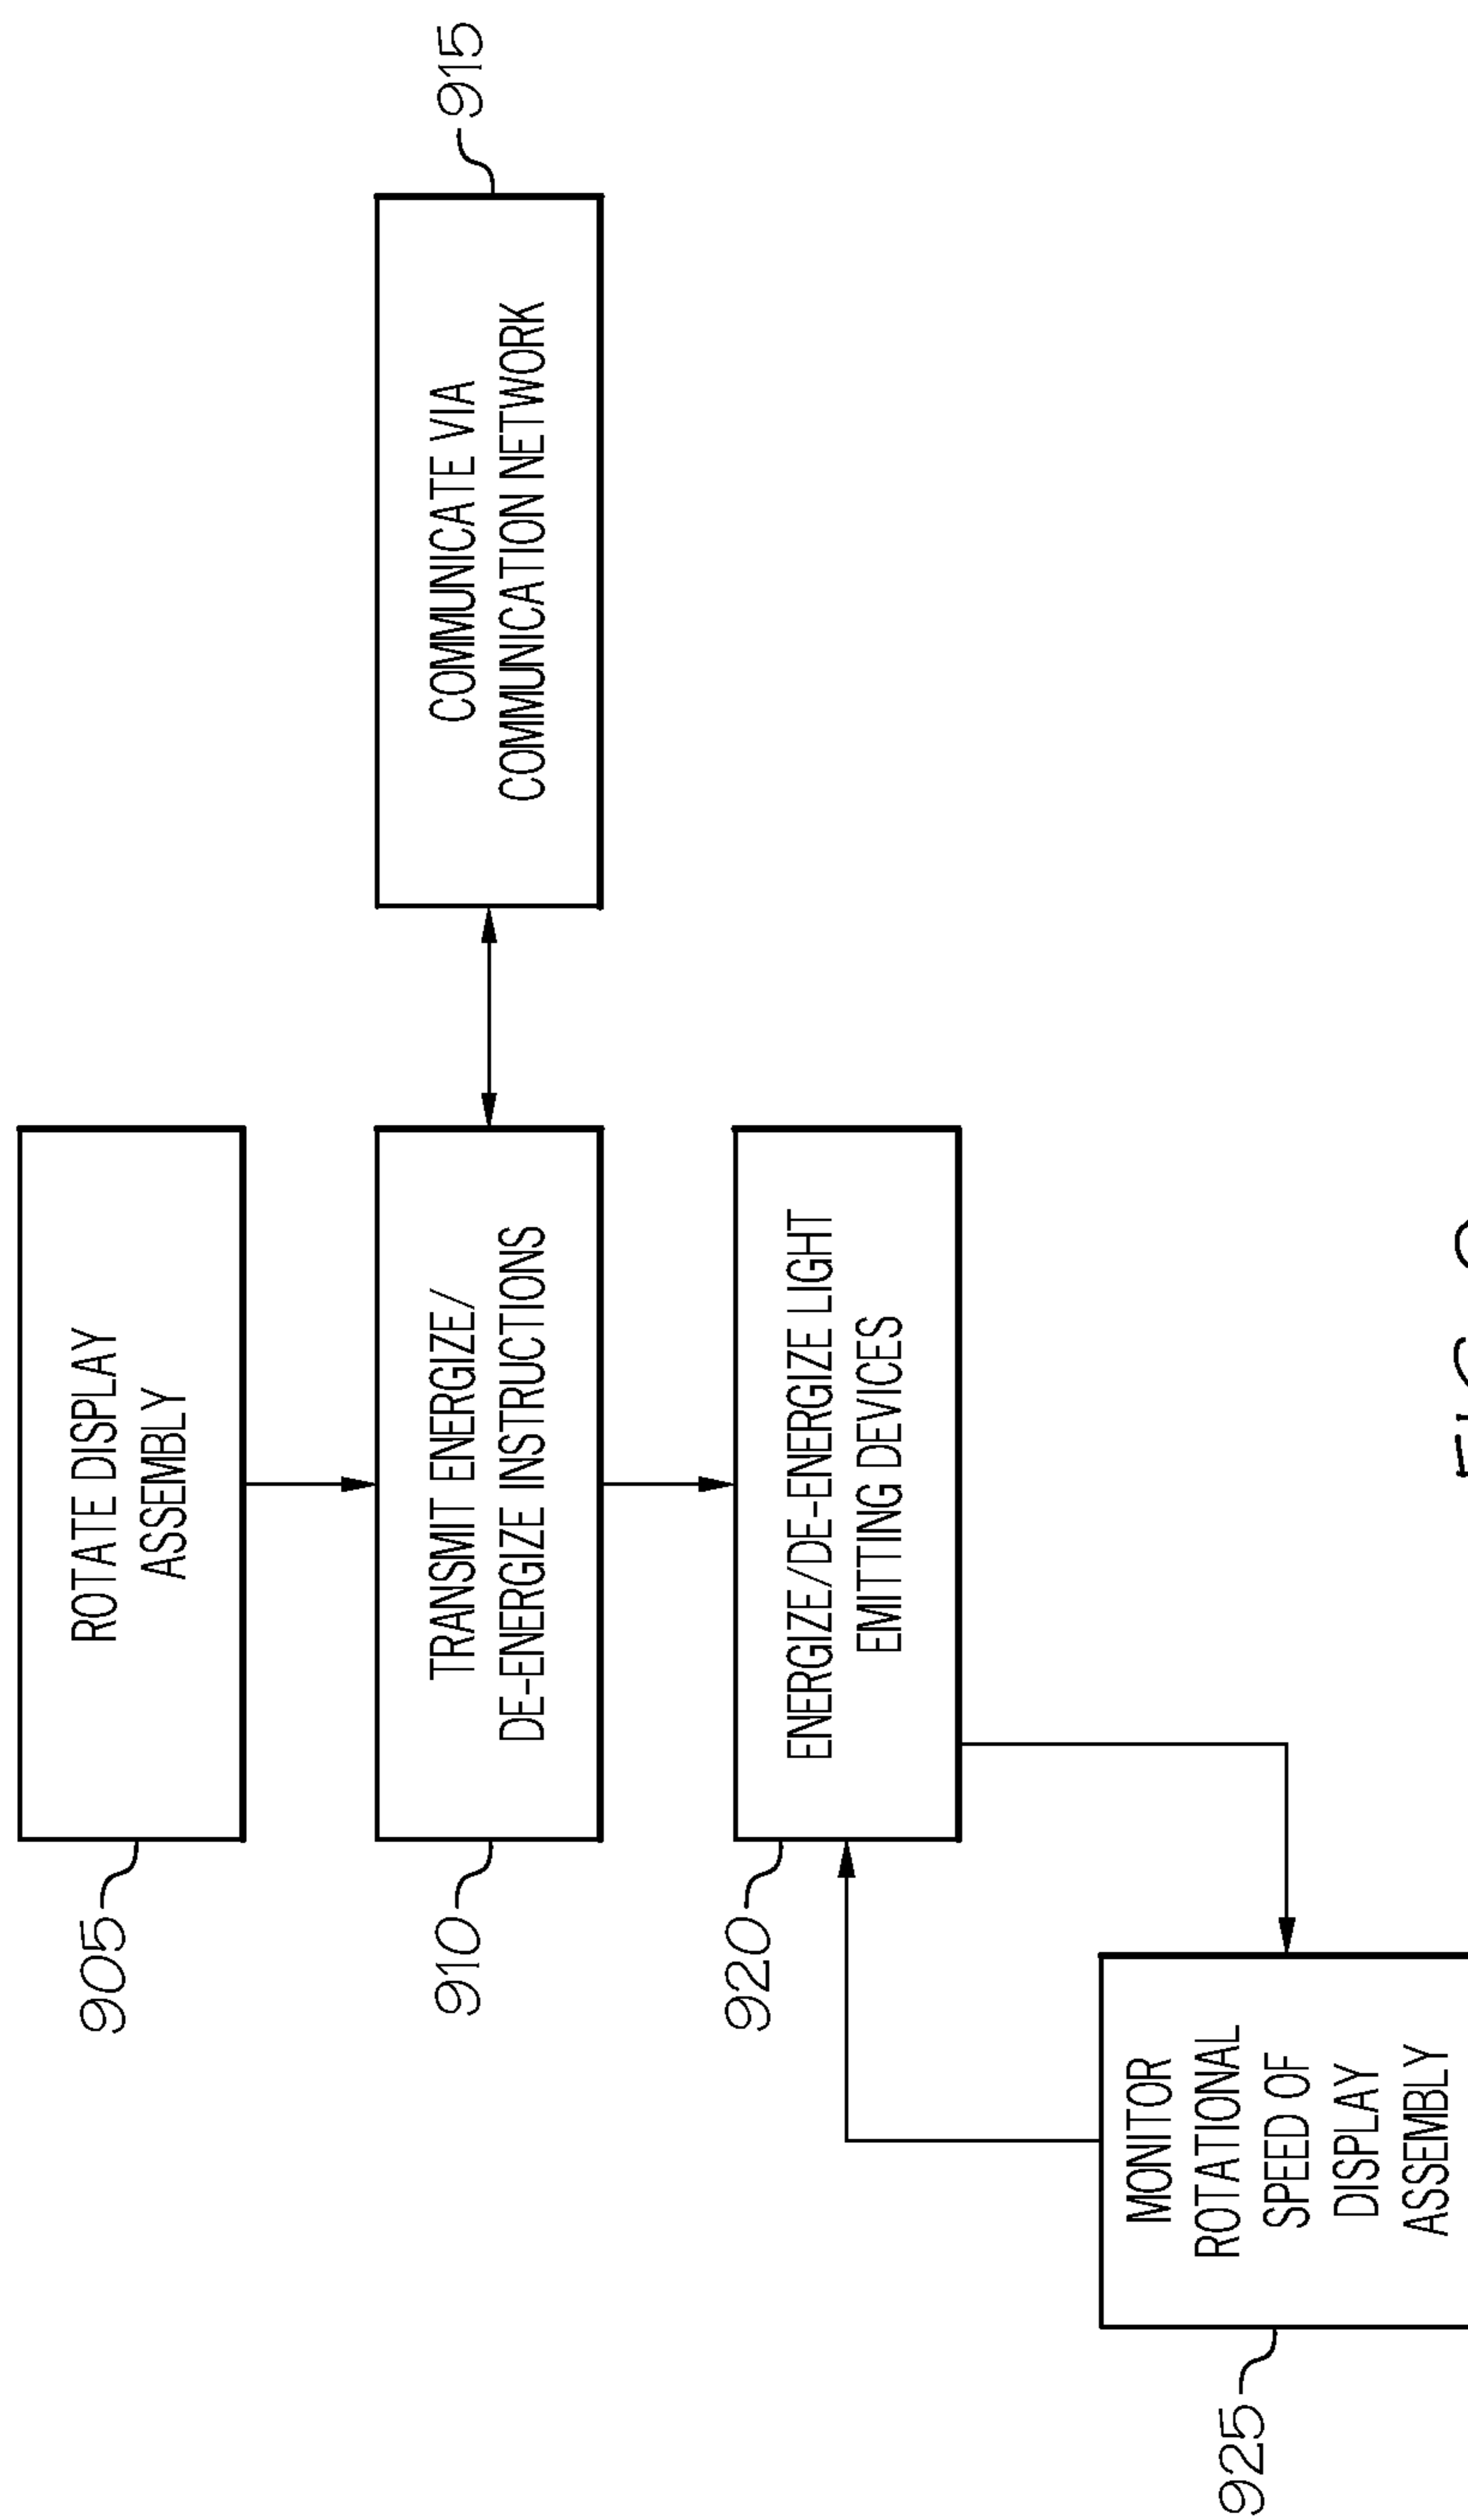 905
ROTATE DISPLAY
ASSEMBLY
910
TRANSMIT ENERGIZE/
DE-ENERGIZE INSTRUCTIONS
COMMUNICATE VIA
COMMUNICATION NETWORK
915
920
ENERGIZE/DE-ENERGIZE LIGHT
EMITTING DEVICES
925
MONITOR
ROTATIONAL
SPEED OF
DISPLAY
ASSEMBLY